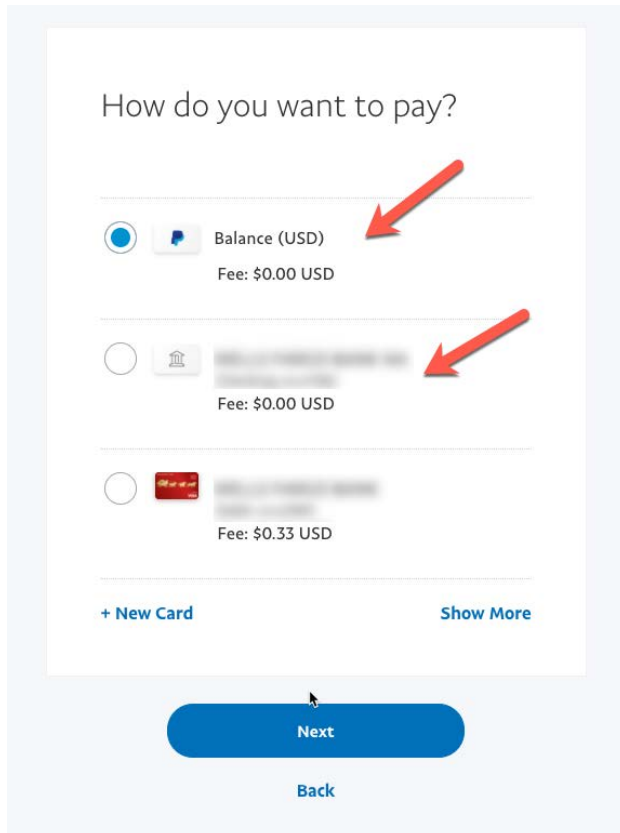 How do you want to pay?
Balance (USD)
Fee: $0.00 USD
Fee: $0.00 USD
Fee: $0.33 USD
+ New Card
Show More
Next
Back